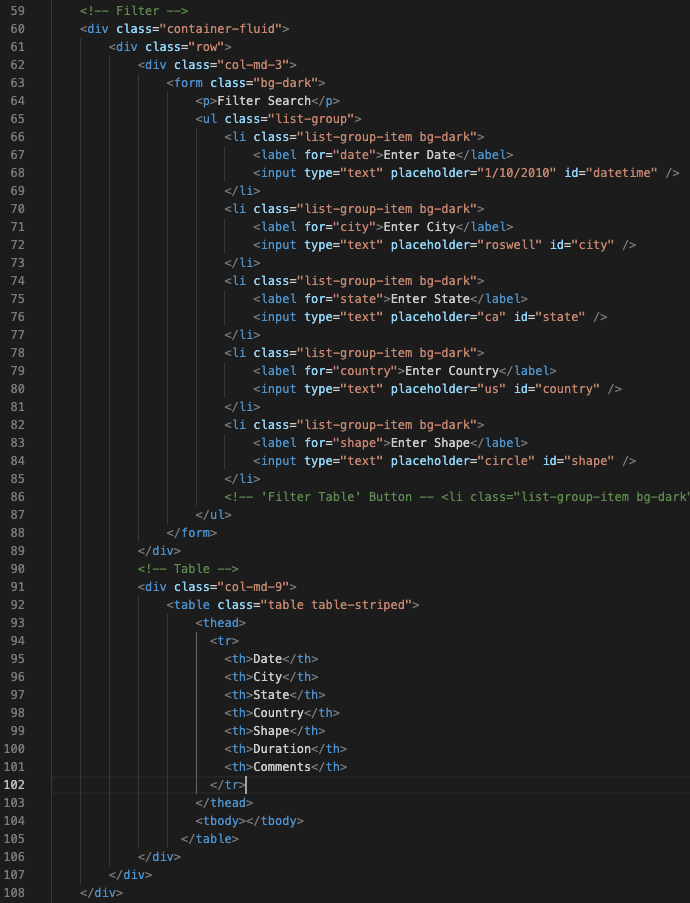 59 <!-- Filter -->
60 <div class="container-fluid">
61 <div class="row">
62 <div class="col-md-3">
63 <form class="bg-dark">
64 <p>Filter Search</p>
65 <ul class="list-group">
66 <li class="list-group-item bg-dark">
67 <label for="date">Enter Date</label>
68 <input type="text" placeholder="1/10/2010" id="datetime" />
69 </li>
70 <li class="list-group-item bg-dark">
71 <label for="city">Enter City</label>
72 <input type="text" placeholder="roswell" id="city" />
73 </li>
74 <li class="list-group-item bg-dark">
75 <label for="state">Enter State</label>
76 <input type="text" placeholder="ca" id="state" />
77 </li>
78 <li class="list-group-item bg-dark">
79 <label for="country">Enter Country</label>
80 <input type="text" placeholder="us" id="country" />
81 </li>
82 <li class="list-group-item bg-dark">
83 <label for="shape">Enter Shape</label>
84 <input type="text" placeholder="circle" id="shape" />
85 </li>
86 <!-- 'Filter Table' Button -- <li class="list-group-item bg-dark"
87 </ul>
88 </form>
89 </div>
90 <!-- Table -->
91 <div class="col-md-9">
92 <table class="table table-striped">
93 <thead>
94 <tr>
95 <th>Date</th>
96 <th>City</th>
97 <th>State</th>
98 <th>Country</th>
99 <th>Shape</th>
100 <th>Duration</th>
101 <th>Comments</th>
102 </tr>
103 </thead>
104 <tbody></tbody>
105 </table>
106 </div>
107 </div>
108 </div>